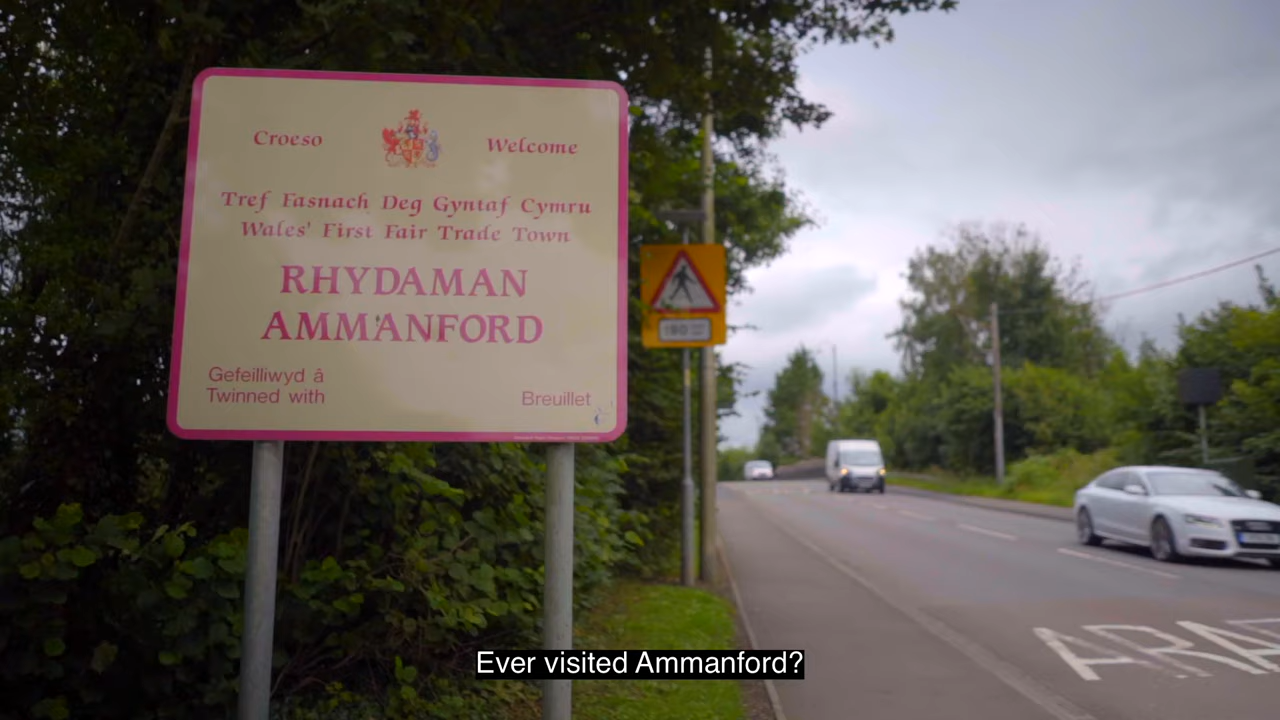 Croeso
Welcome
Tref Fasnach Deg Gyntaf Cymru
Wales' First Fair Trade Town
RHYDAMAN
AMMANFORD
Gefeilliwyd â
Twinned with
Breuillet
ARA
Ever visited Ammanford?